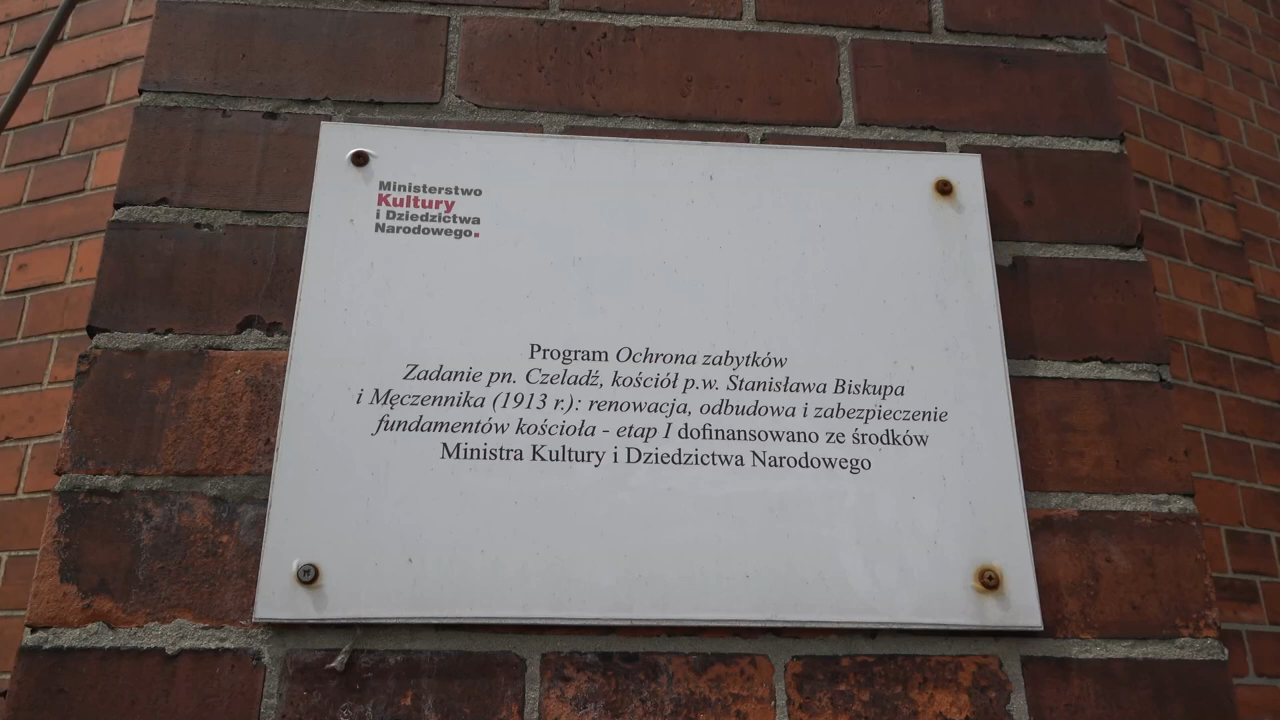 Ministerstwo
Kultury
i Dziedzictwa
Narodowego.
Program Ochrona zabytków
Zadanie pn. Czeladź, kościół p.w. Stanisława Biskupa
i Męczennika (1913 r.): renowacja, odbudowa i zabezpieczenie
fundamentów kościoła - etap I dofinansowano ze środków
Ministra Kultury i Dziedzictwa Narodowego